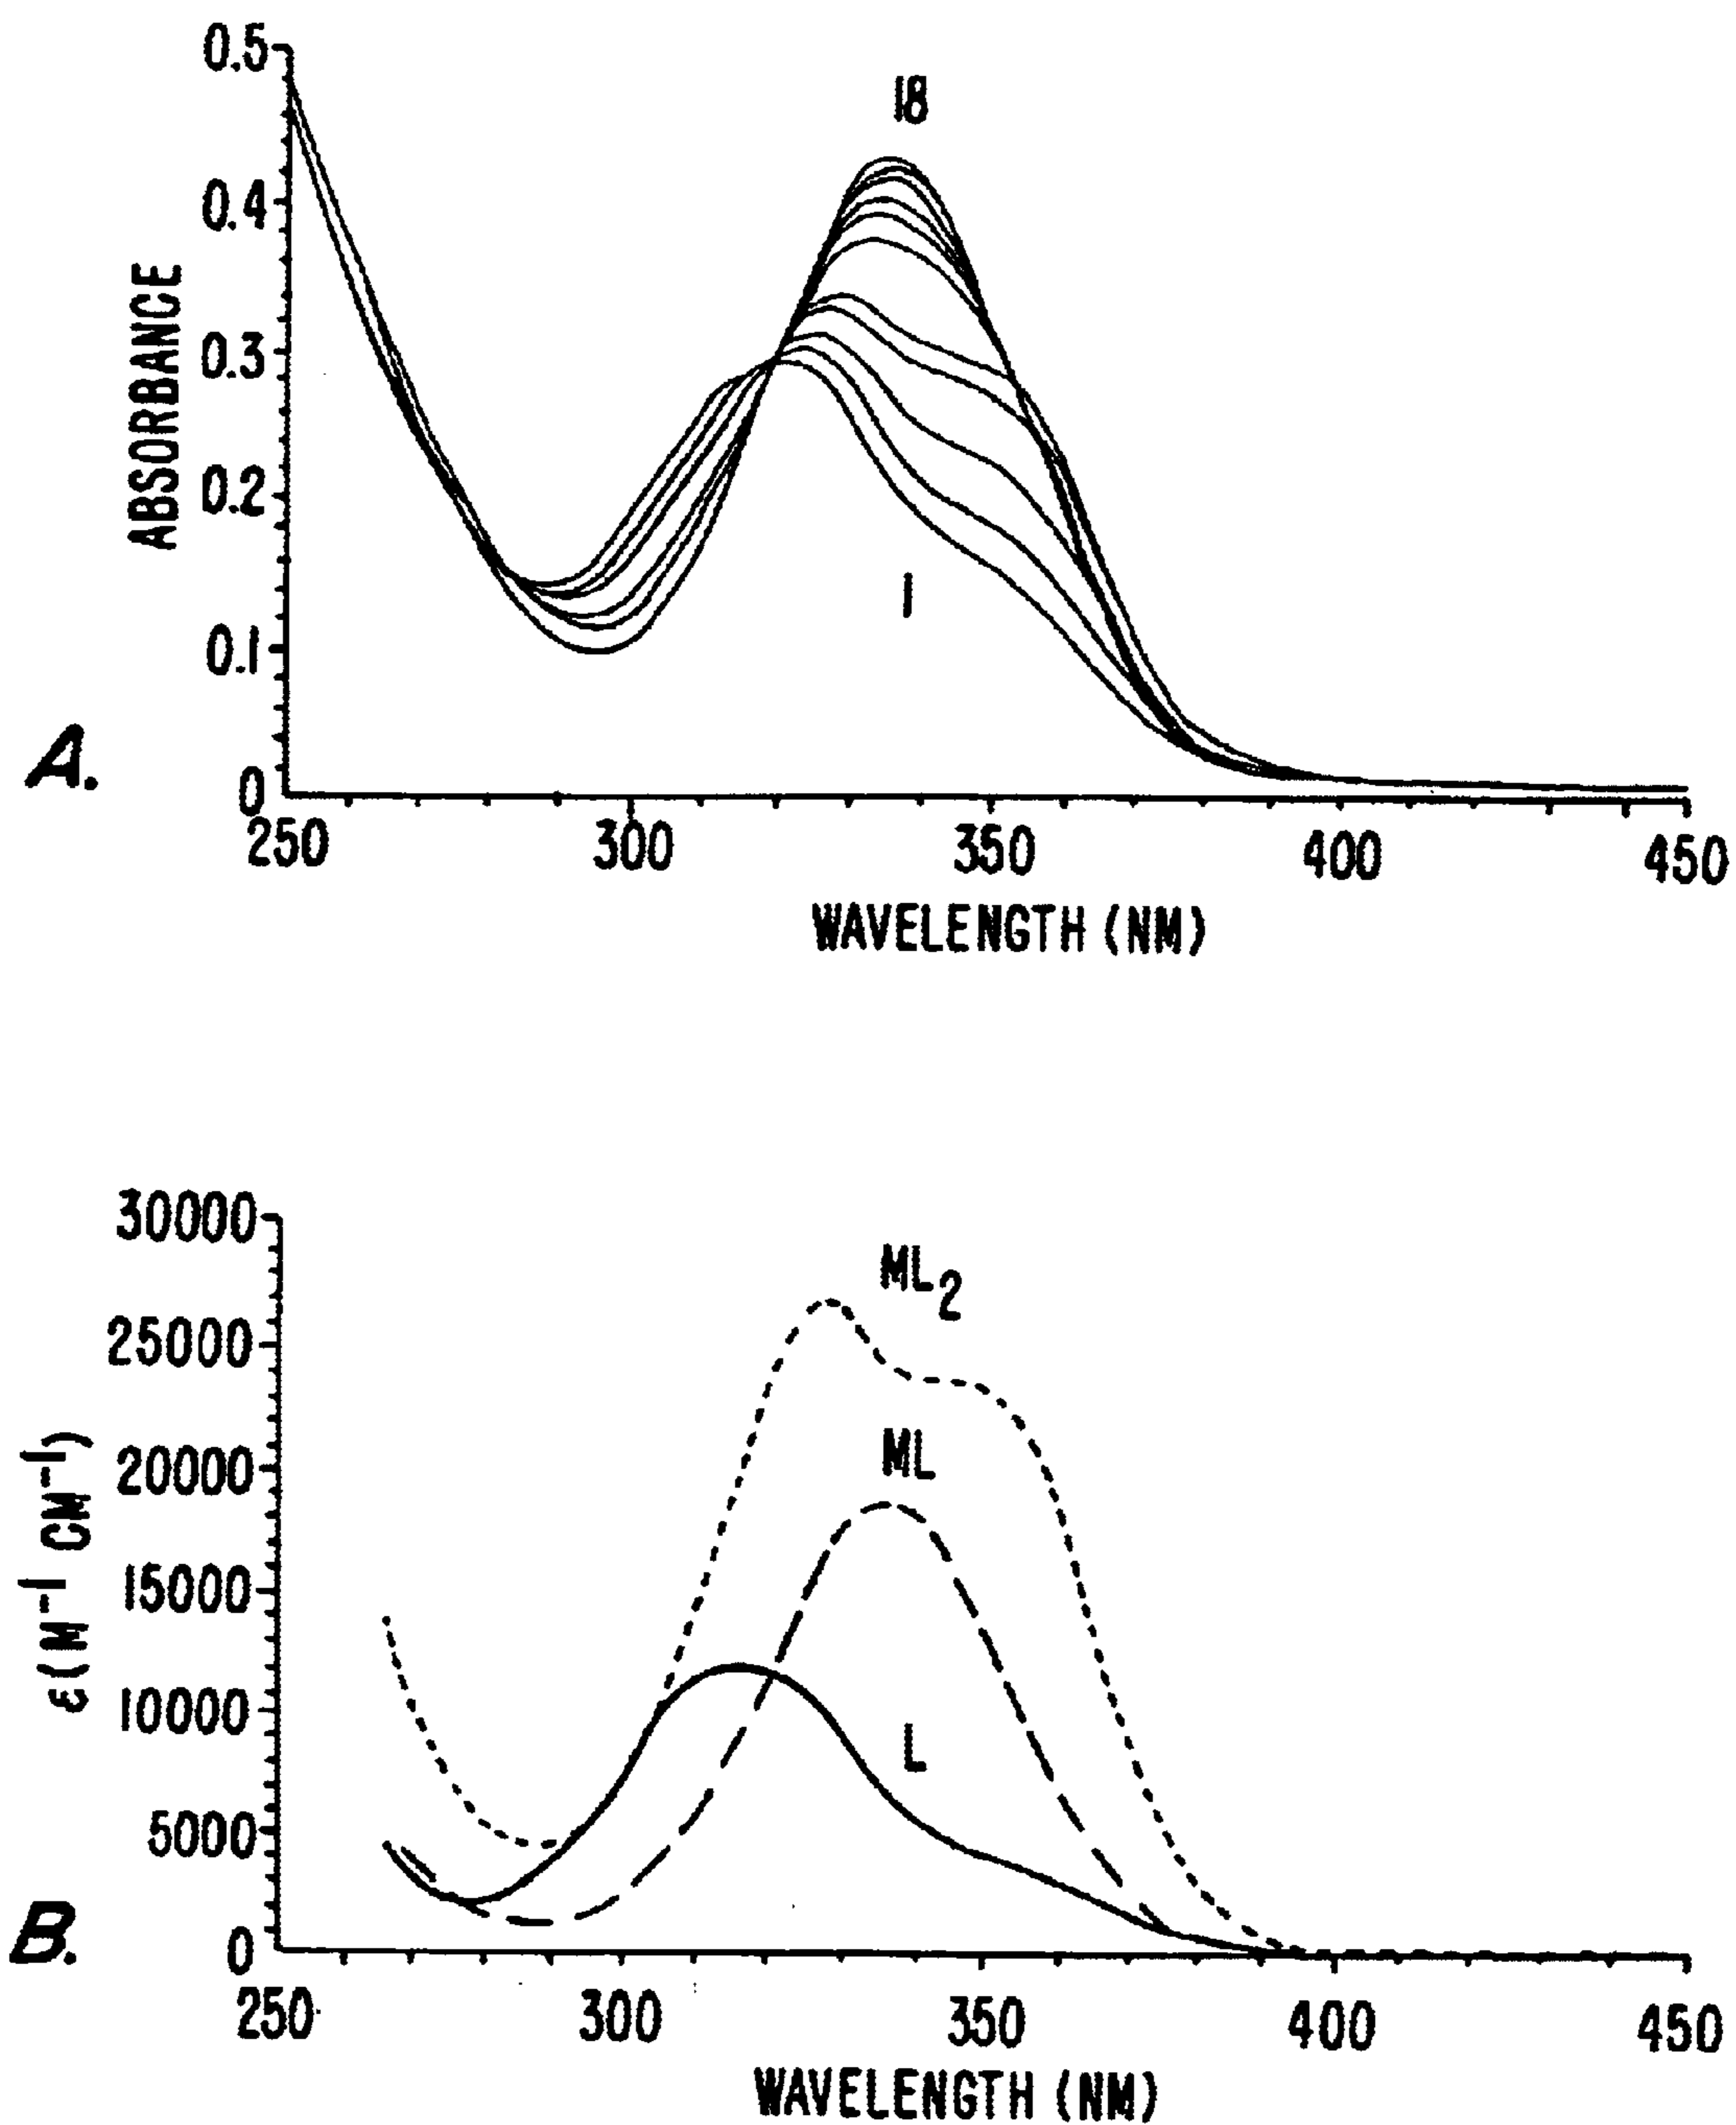 0.5
18
0.4
ABSORBANCE
0.3
0.2
1
0.1
A.
0
250 300 350 400 450
WAVELENGTH (NM)
30000
ML2
25000
ML
20000
ε(M-1 CM-1)
15000
10000
L
5000
B.
0
250 300 350 400 450
WAVELENGTH (NM)